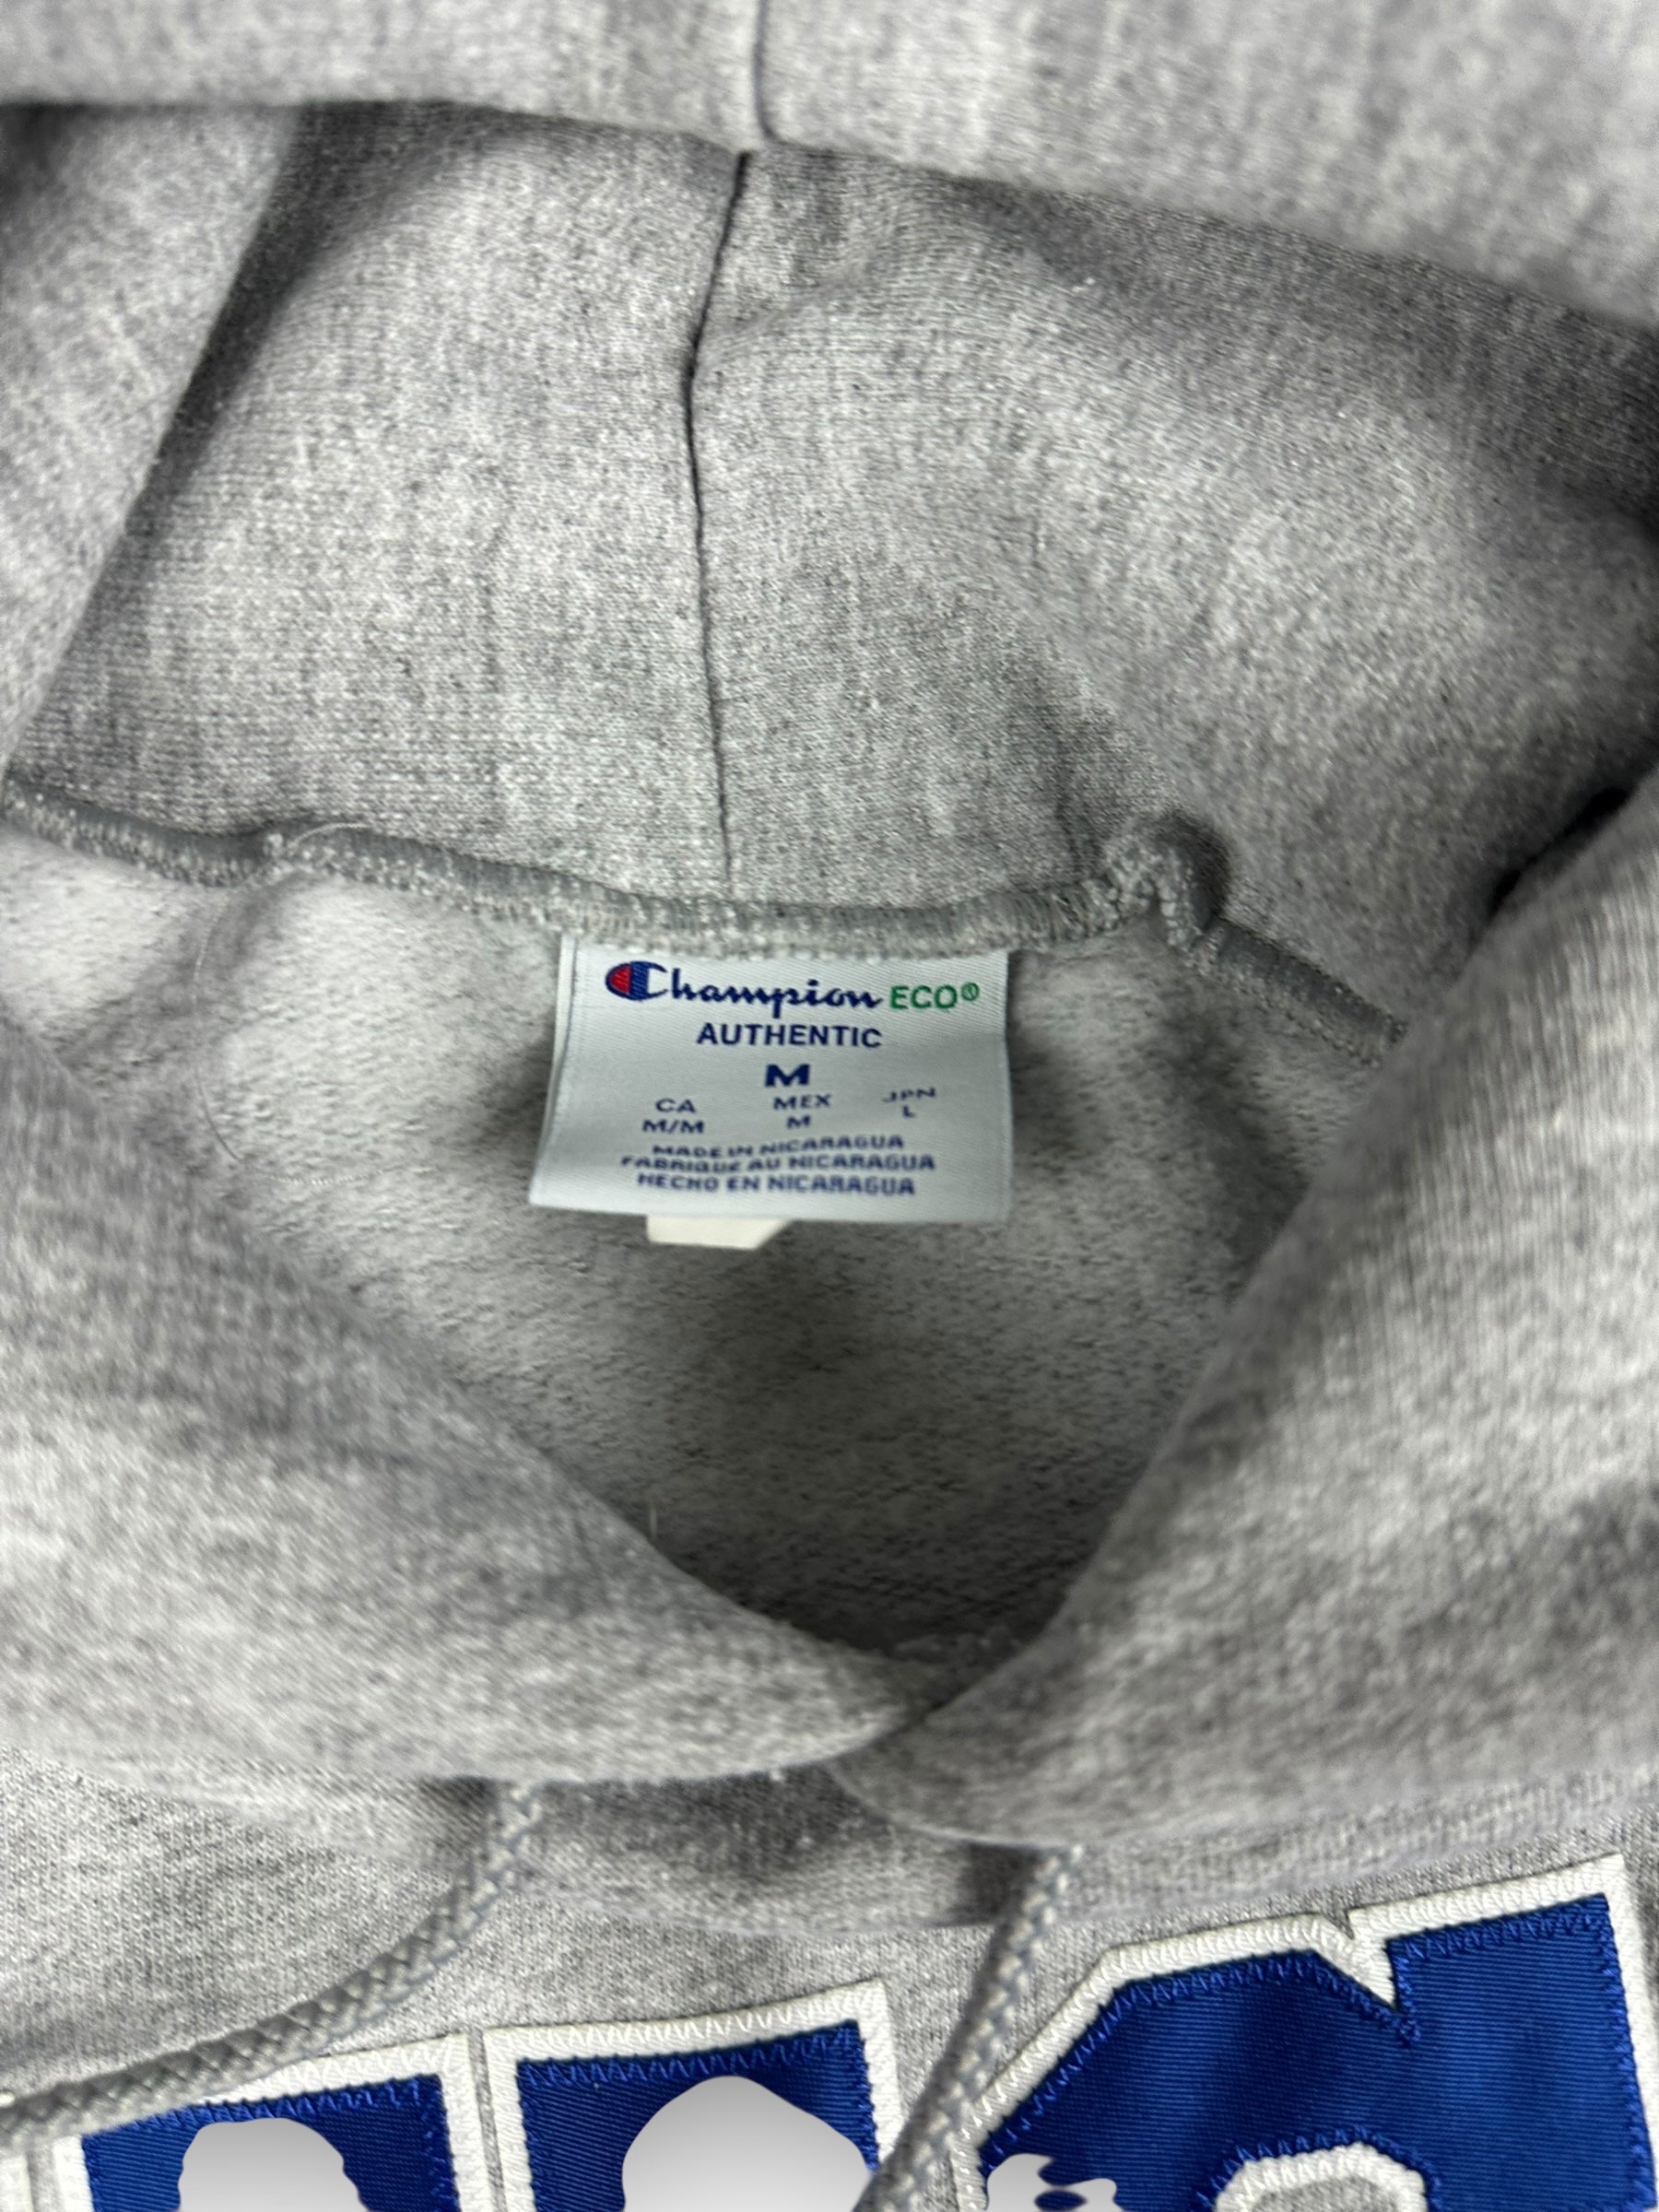 Champion ECO®
AUTHENTIC
M
CA MEX JPN
M/M M L
MADE IN NICARAGUA
FABRIQUE AU NICARAGUA
HECHO EN NICARAGUA